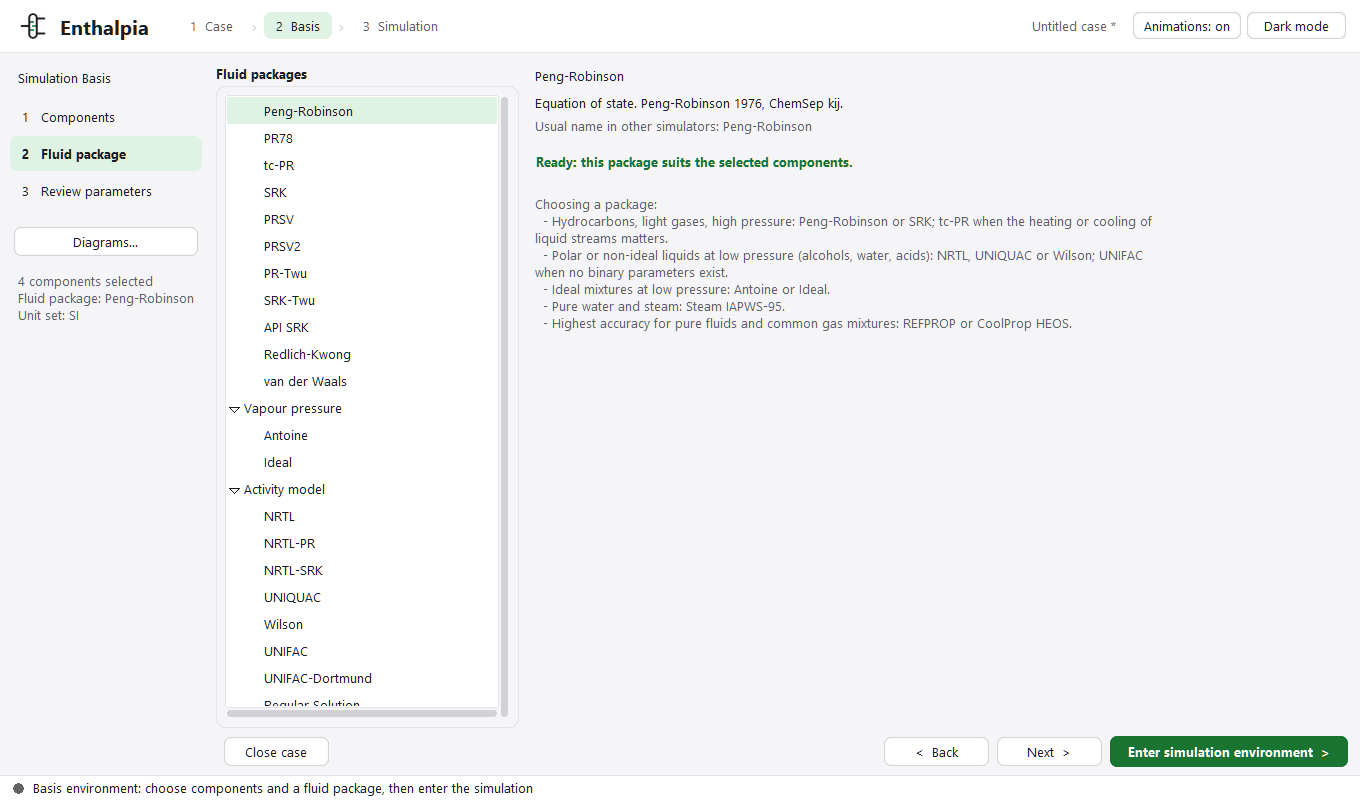 Enthalpia
1 Case
2 Basis
3 Simulation
Untitled case *
Animations: on
Dark mode
Simulation Basis
1 Components
2 Fluid package
3 Review parameters
Diagrams...
4 components selected
Fluid package: Peng-Robinson
Unit set: SI
Fluid packages
Peng-Robinson
PR78
tc-PR
SRK
PRSV
PRSV2
PR-Twu
SRK-Twu
API SRK
Redlich-Kwong
van der Waals
Vapour pressure
Antoine
Ideal
Activity model
NRTL
NRTL-PR
NRTL-SRK
UNIQUAC
Wilson
UNIFAC
UNIFAC-Dortmund
Regular Solution
Peng-Robinson
Equation of state. Peng-Robinson 1976, ChemSep kij.
Usual name in other simulators: Peng-Robinson
Ready: this package suits the selected components.
Choosing a package:
- Hydrocarbons, light gases, high pressure: Peng-Robinson or SRK; tc-PR when the heating or cooling of
liquid streams matters.
- Polar or non-ideal liquids at low pressure (alcohols, water, acids): NRTL, UNIQUAC or Wilson; UNIFAC
when no binary parameters exist.
- Ideal mixtures at low pressure: Antoine or Ideal.
- Pure water and steam: Steam IAPWS-95.
- Highest accuracy for pure fluids and common gas mixtures: REFPROP or CoolProp HEOS.
Close case
< Back
Next >
Enter simulation environment >
Basis environment: choose components and a fluid package, then enter the simulation